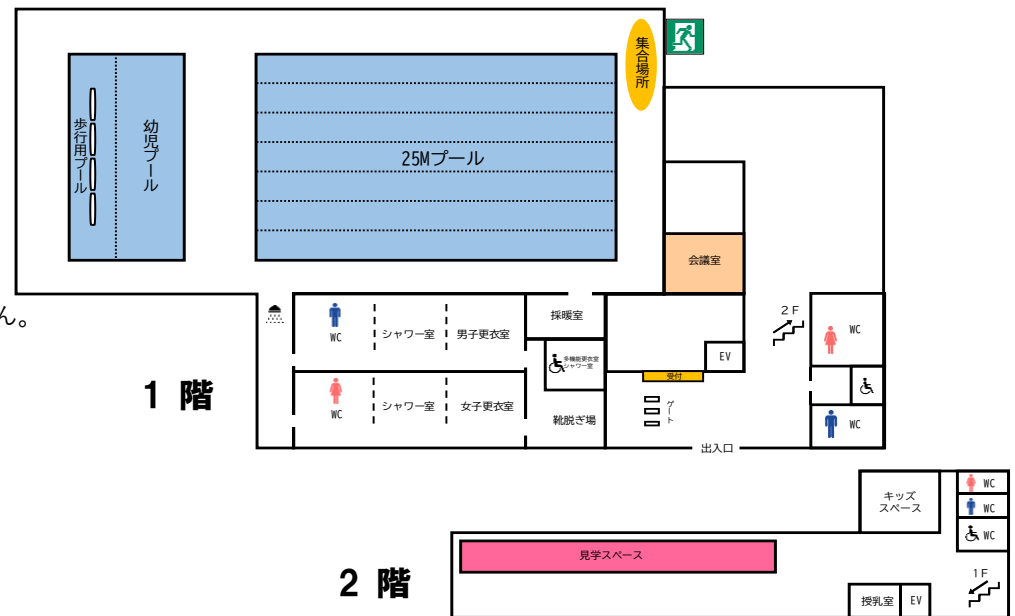 集合場所
歩行用プール
幼児プール
25Mプール
会議室
ん。
WC
シャワー室
男子更衣室
採暖室
多機能更衣室
シャワー室
EV
2F
WC
受付
1 階
WC
シャワー室
女子更衣室
靴脱ぎ場
ゲート
WC
出入口
キッズ
スペース
WC
WC
WC
見学スペース
2 階
授乳室
EV
1F